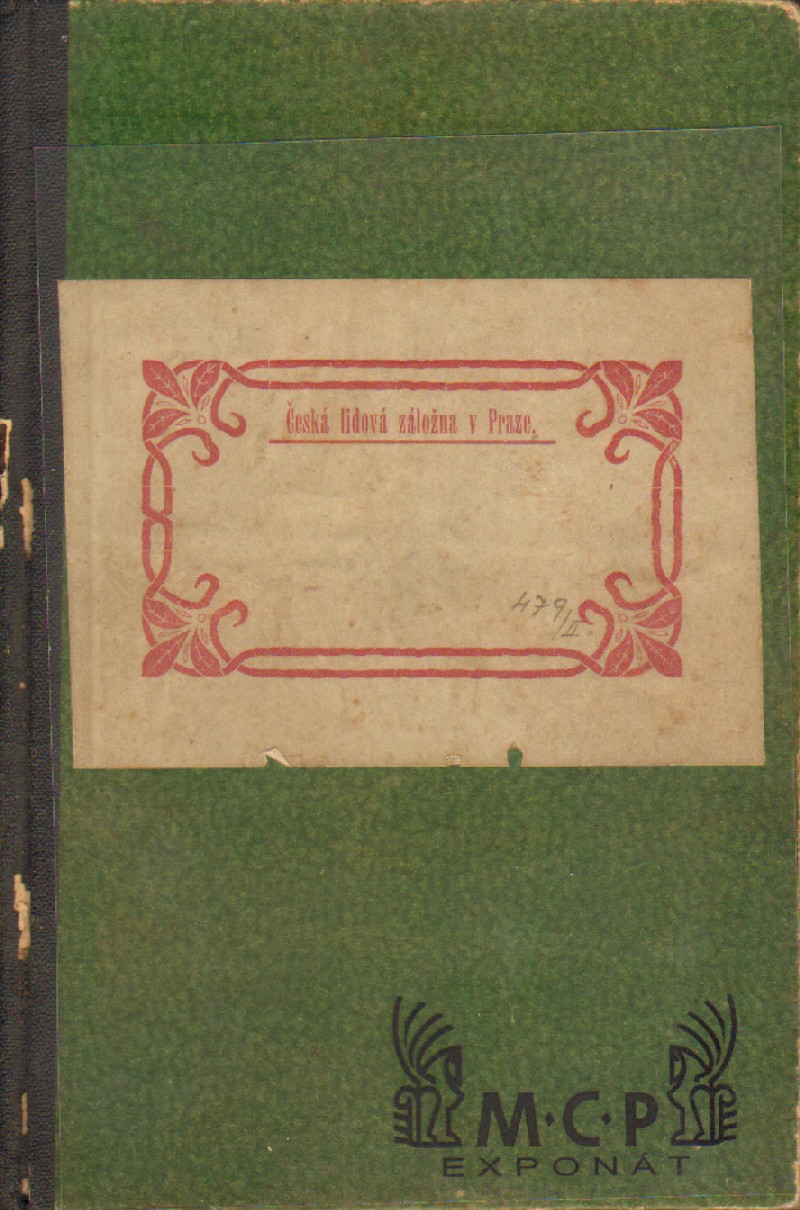 Česká lidová záložna v Praze.
479/II.
M·C·P
EXPONÁT